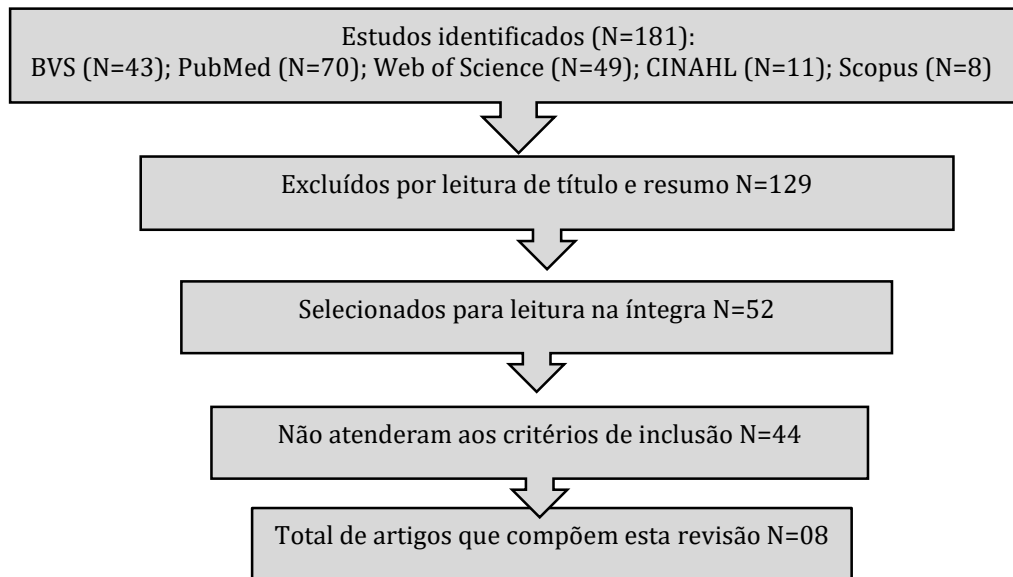 Estudos identificados (N=181):
BVS (N=43); PubMed (N=70); Web of Science (N=49); CINAHL (N=11); Scopus (N=8)
Excluídos por leitura de título e resumo N=129
Selecionados para leitura na íntegra N=52
Não atenderam aos critérios de inclusão N=44
Total de artigos que compõem esta revisão N=08